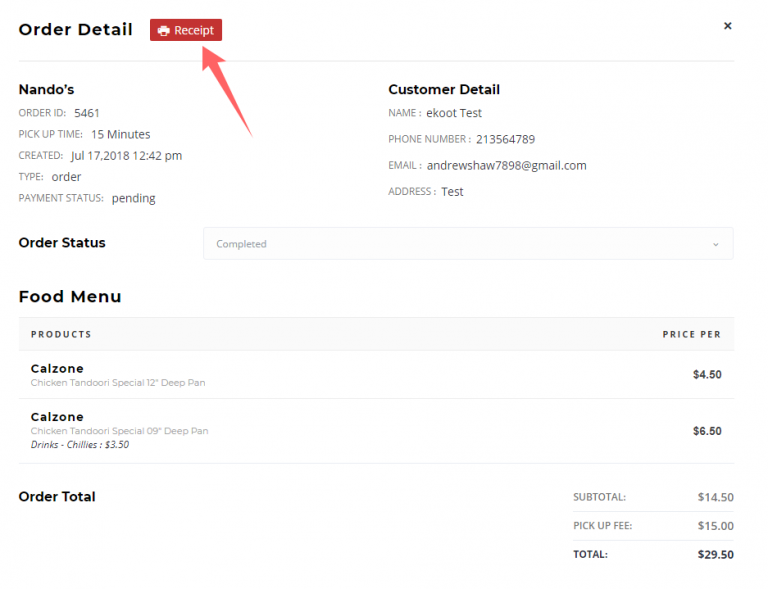 Order Detail
Receipt
×
Nando's
ORDER ID: 5461
PICK UP TIME: 15 Minutes
CREATED: Jul 17,2018 12:42 pm
TYPE: order
PAYMENT STATUS: pending
Customer Detail
NAME : ekoot Test
PHONE NUMBER : 213564789
EMAIL : andrewshaw7898@gmail.com
ADDRESS : Test
Order Status
Completed
Food Menu
PRODUCTS PRICE PER
Calzone
Chicken Tandoori Special 12" Deep Pan
$4.50
Calzone
Chicken Tandoori Special 09" Deep Pan
Drinks - Chillies : $3.50
$6.50
Order Total
SUBTOTAL: $14.50
PICK UP FEE: $15.00
TOTAL: $29.50